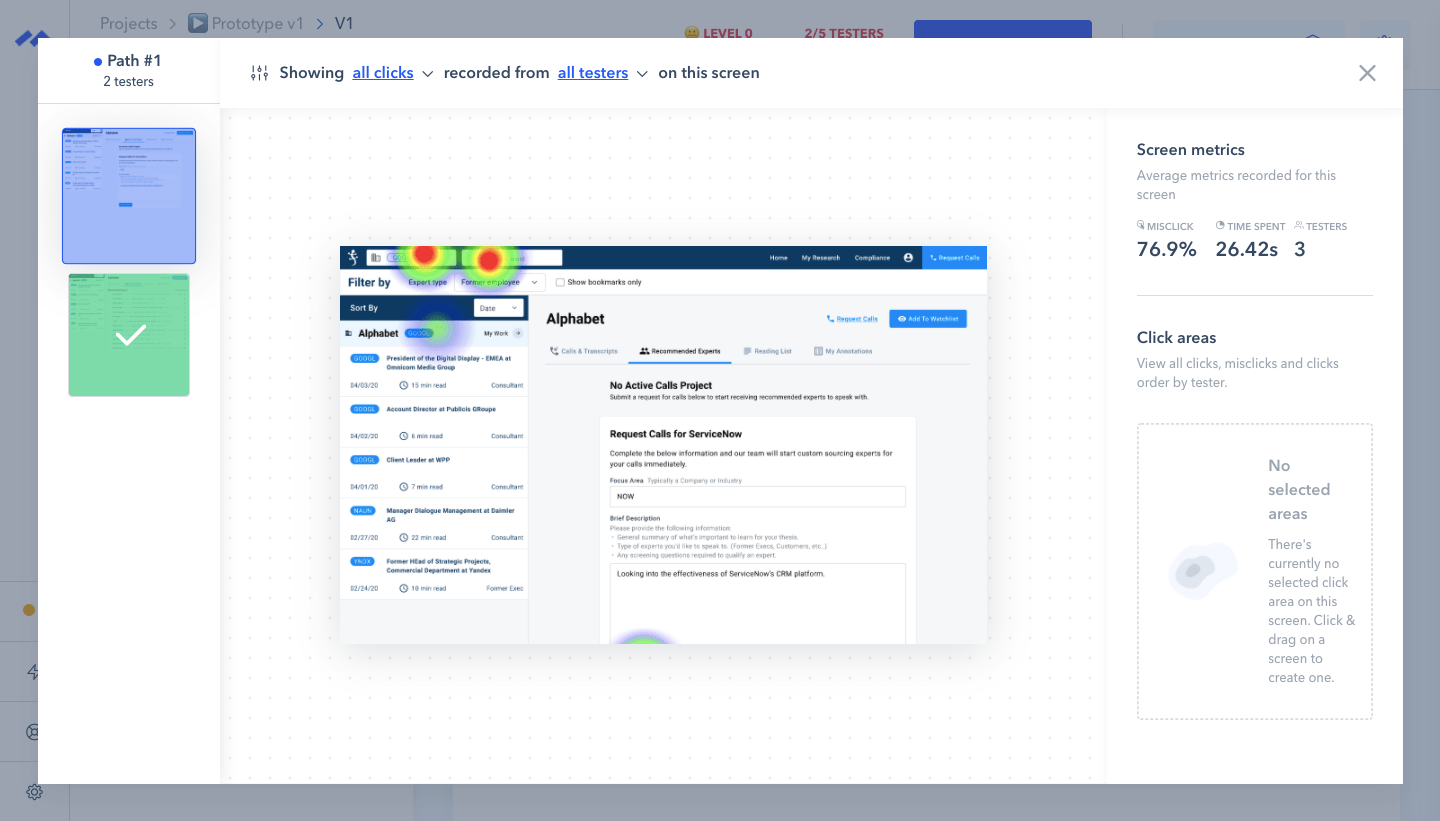 Projects > Prototype v1 > V1
LEVEL 0
2/5 TESTERS
Path #1
2 testers
Showing all clicks recorded from all testers on this screen
GOOG
Home
My Research
Compliance
Request Calls
Filter by
Expert type
Former employee
Show bookmarks only
Sort By
Date
Alphabet
GOOGL
My Work
GOOGL
President of the Digital Display - EMEA at
Omnicom Media Group
04/03/20
15 min read
Consultant
GOOGL
Account Director at Publicis GRoupe
04/02/20
6 min read
Consultant
GOOGL
Client Leader at WPP
04/01/20
7 min read
Consultant
Manager Dialogue Management at Daimler
AG
02/27/20
22 min read
Consultant
YNDX
Former HEad of Strategic Projects,
Commercial Department at Yandex
02/24/20
10 min read
Former Exec
Alphabet
Request Calls
Add To Watchlist
Calls & Transcripts
Recommended Experts
Reading List
My Annotations
No Active Calls Project
Submit a request for calls below to start receiving recommended experts to speak with.
Request Calls for ServiceNow
Complete the below information and our team will start custom sourcing experts for
your calls immediately.
Focus Area Typically a Company or Industry
NOW
Brief Description
Please provide the following information:
- General summary of what's important to learn for your thesis.
- Type of experts you'd like to speak to. (Former Execs, Customers, etc..)
- Any screening questions required to qualify an expert.
Looking into the effectiveness of ServiceNow's CRM platform.
Screen metrics
Average metrics recorded for this
screen
MISCLICK
TIME SPENT
TESTERS
76.9%
26.42s
3
Click areas
View all clicks, misclicks and clicks
order by tester.
No
selected
areas
There's
currently no
selected click
area on this
screen. Click &
drag on a
screen to
create one.